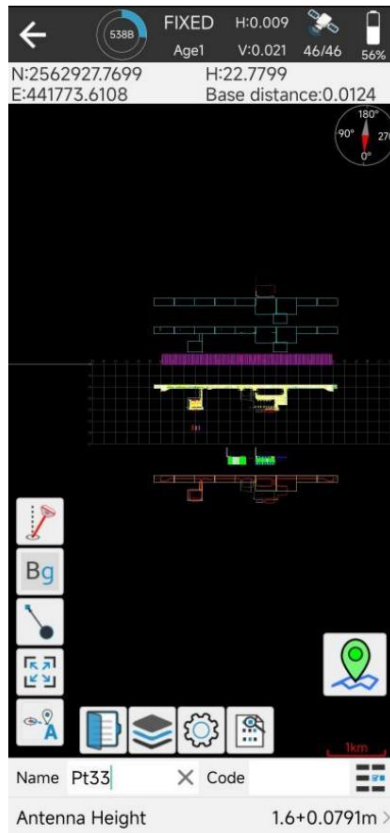 538B FIXED H:0.009
Age1 V:0.021 46/46 56%
N:2562927.7699 H:22.7799
E:441773.6108 Base distance:0.0124
180°
90° 27
0°
Bg
A
1km
Name Pt33 Code
Antenna Height 1.6+0.0791m